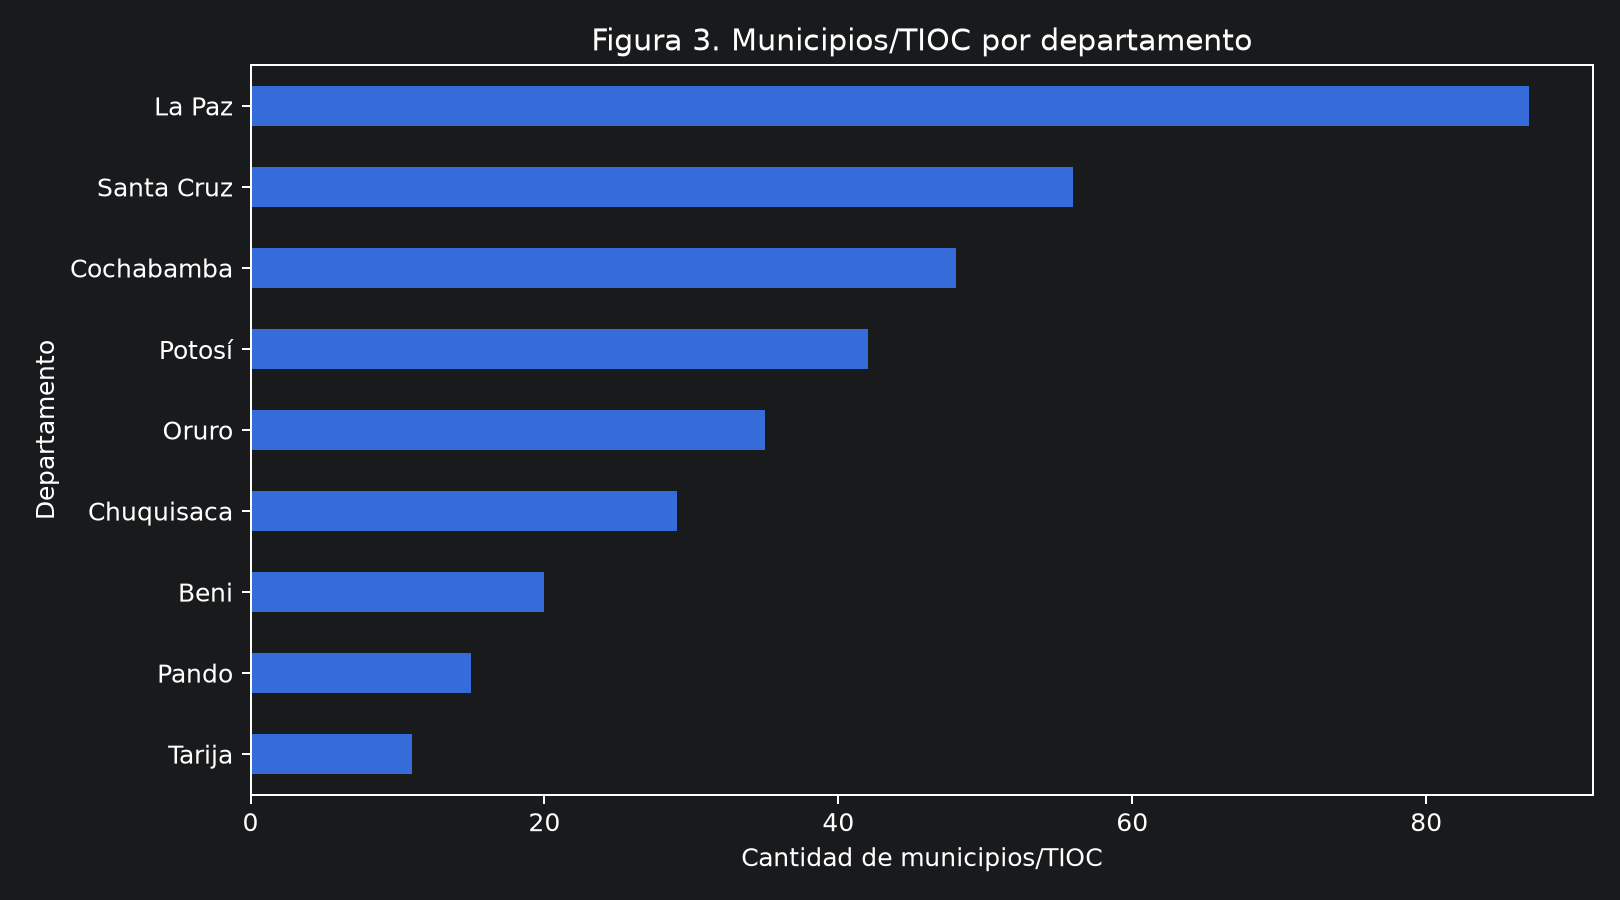 Figura 3. Municipios/TIOC por departamento
La Paz
Santa Cruz
Cochabamba
Potosí
Oruro
Chuquisaca
Beni
Pando
Tarija
Departamento
0 20 40 60 80
Cantidad de municipios/TIOC